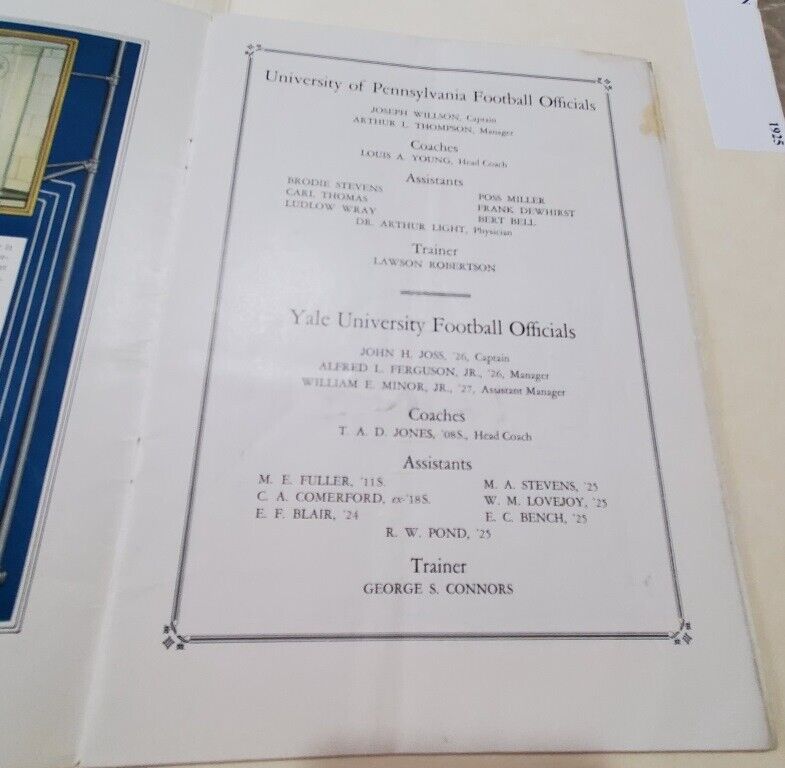 University of Pennsylvania Football Officials
JOSEPH WILLSON, Captain
ARTHUR L. THOMPSON, Manager
Coaches
LOUIS A. YOUNG, Head Coach
Assistants
BRODIE STEVENS POSS MILLER
CARL THOMAS FRANK DEWHIRST
LUDLOW WRAY BERT BELL
DR. ARTHUR LIGHT, Physician
Trainer
LAWSON ROBERTSON
Yale University Football Officials
JOHN H. JOSS, '26, Captain
ALFRED L. FERGUSON, JR., '26, Manager
WILLIAM E. MINOR, JR., '27, Assistant Manager
Coaches
T. A. D. JONES, '08S., Head Coach
Assistants
M. E. FULLER, '11S. M. A. STEVENS, '25
C. A. COMERFORD, ex-'18S. W. M. LOVEJOY, '25
E. F. BLAIR, '24 E. C. BENCH, '25
R. W. POND, '25
Trainer
GEORGE S. CONNORS
1925